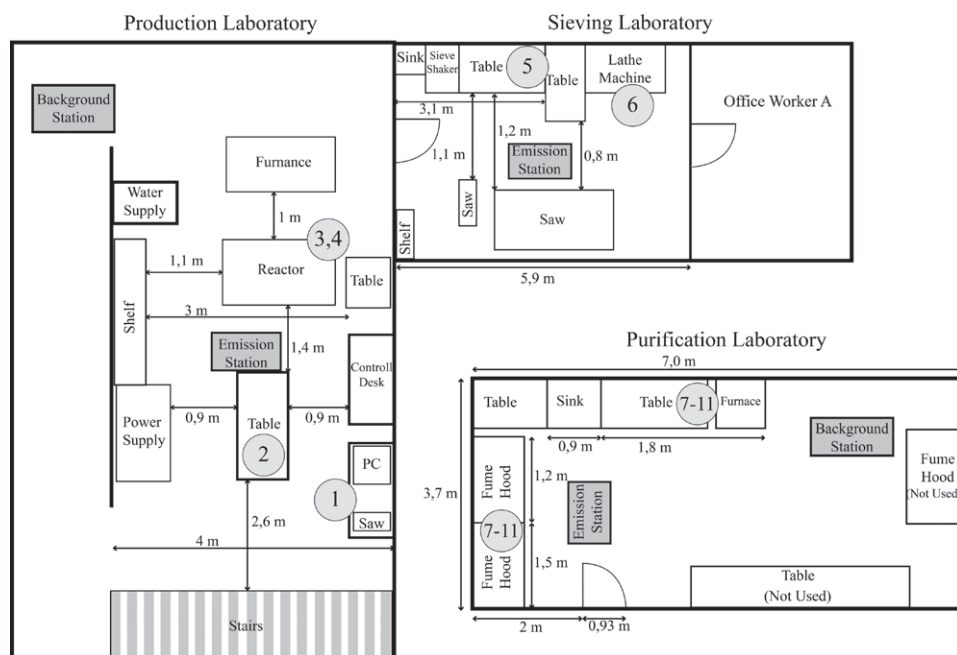 Production Laboratory
Background
Station
Furnance
Water
Supply
1 m
3,4
Reactor
1,1 m
Table
3 m
Shelf
Emission
Station
1,4 m
Controll
Desk
0,9 m
0,9 m
Power
Supply
Table
2
PC
1
Saw
2,6 m
4 m
Stairs
Sieving Laboratory
Sink
Sieve
Shaker
Table
5
Table
Lathe
Machine
6
3,1 m
1,2 m
1,1 m
Emission
Station
0,8 m
Saw
Saw
Shelf
5,9 m
Office Worker A
Purification Laboratory
7,0 m
Table
Sink
Table
7-11
Furnace
0,9 m
1,8 m
Background
Station
Fume
Hood
(Not Used)
3,7 m
Fume
Hood
1,2 m
Emission
Station
7-11
Fume
Hood
1,5 m
Table
(Not Used)
2 m
0,93 m